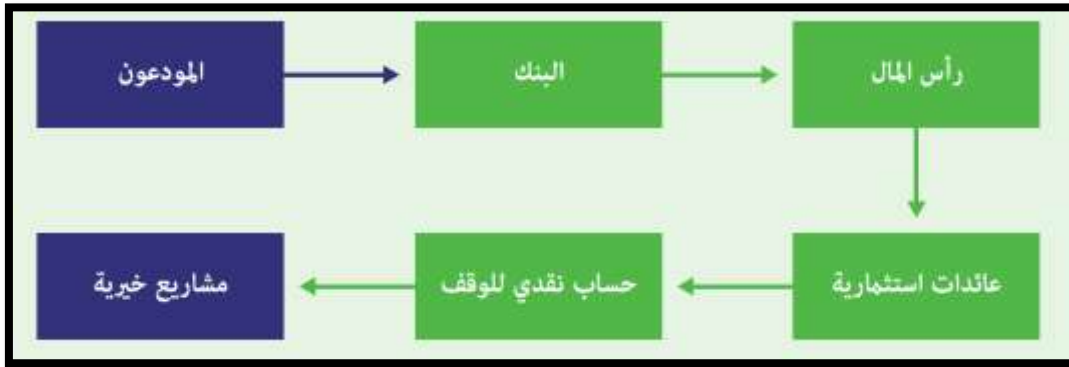 المودعون
البنك
رأس المال
عائدات استثمارية
حساب نقدي للوقف
مشاريع خيرية